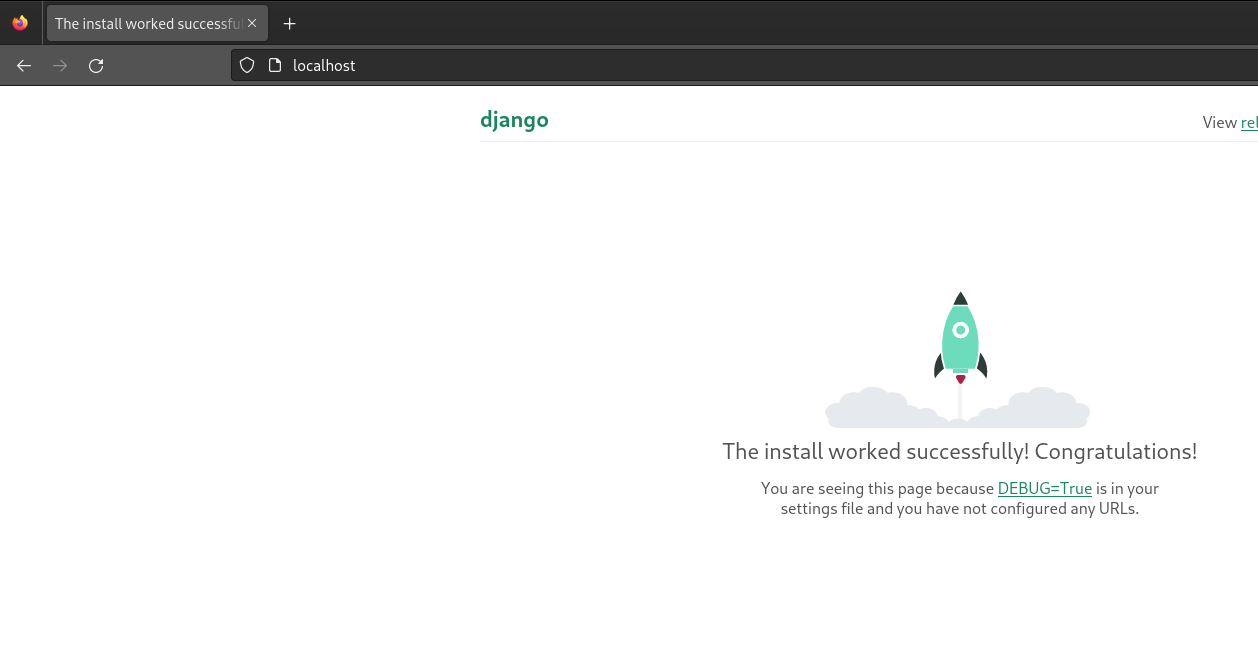 The install worked successful
localhost
django
View rel
The install worked successfully! Congratulations!
You are seeing this page because DEBUG=True is in your
settings file and you have not configured any URLs.